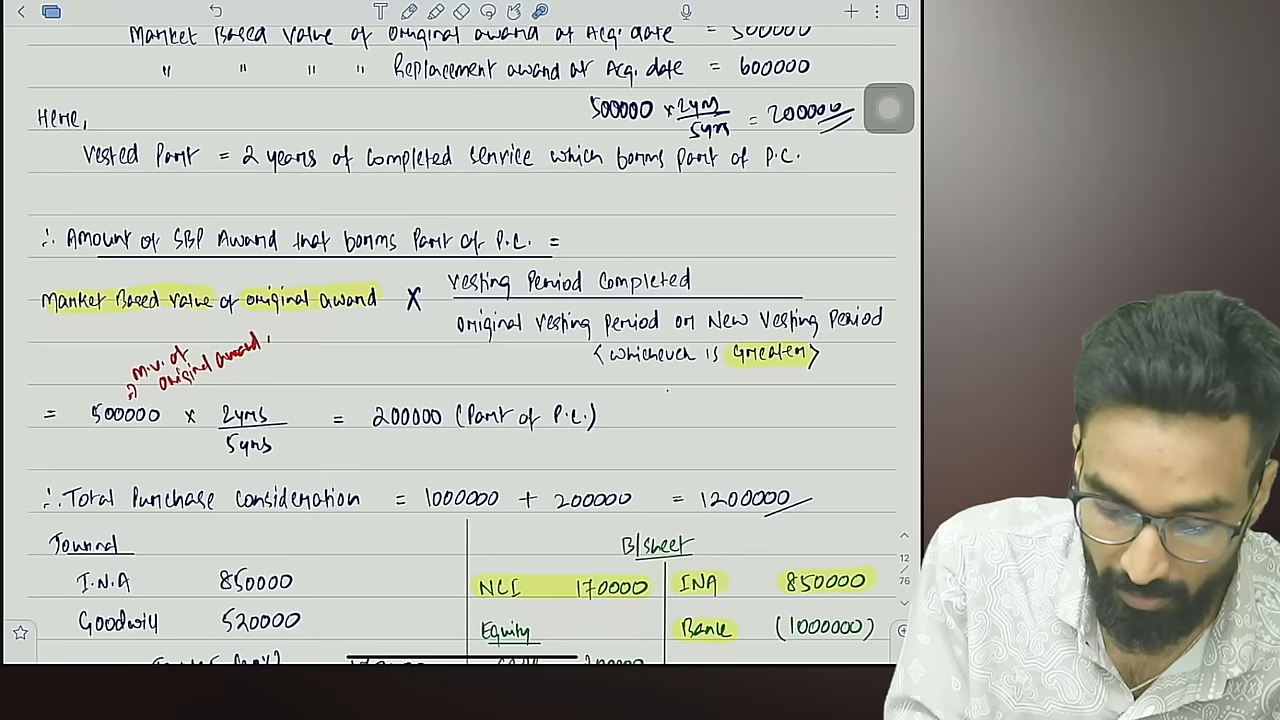 Market Based Value of Original award at Acq. date = 500000
" " " " Replacement award at Acq. date = 600000
500000 x 2yrs / 5yrs = 200000
Here,
Vested Part = 2 years of completed service which forms part of P.C.
∴ Amount of SBP Award that forms Part of P.C. =
Market Based Value of original award X Vesting Period Completed
Original vesting period or New Vesting Period
<whichever is Greater>
m.v. of
original award.
= 500000 x 2yrs / 5yrs = 200000 (Part of P.C.)
∴ Total Purchase Consideration = 1000000 + 200000 = 1200000
Journal
B/sheet
I.N.A 850000
NCI 170000
INA 850000
Goodwill 520000
Equity
Bank (1000000)
12
/
76